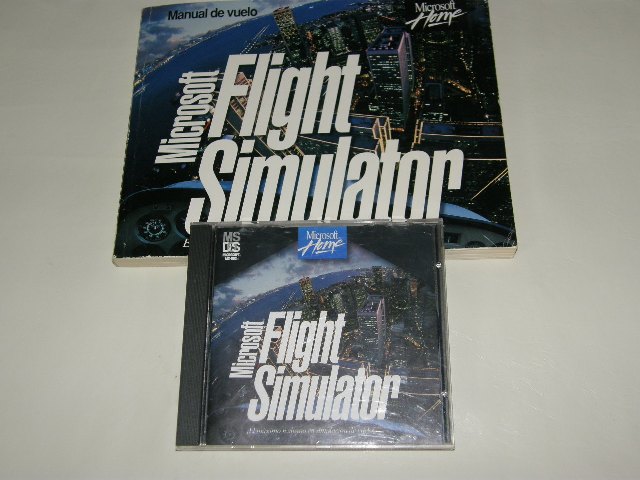 Manual de vuelo
Microsoft
Home
Microsoft
Flight
Simulator
MS
DOS
Microsoft
Home
Microsoft
Flight
Simulator